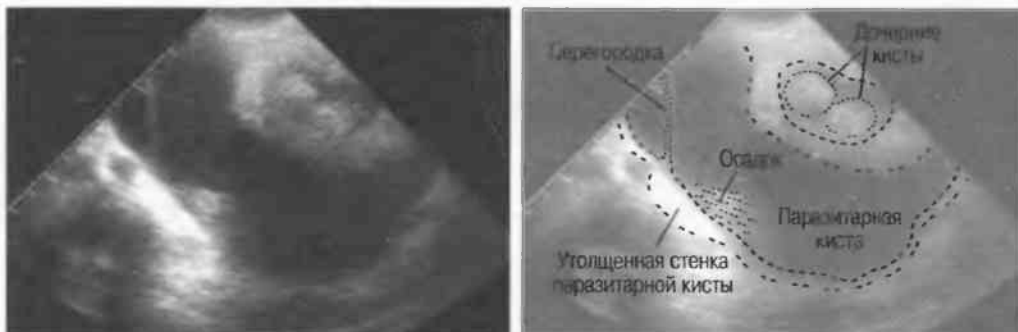 Дочерние
кисты
Перегородка
Осадок
Паразитарная
киста
Утолщенная стенка
паразитарной кисты